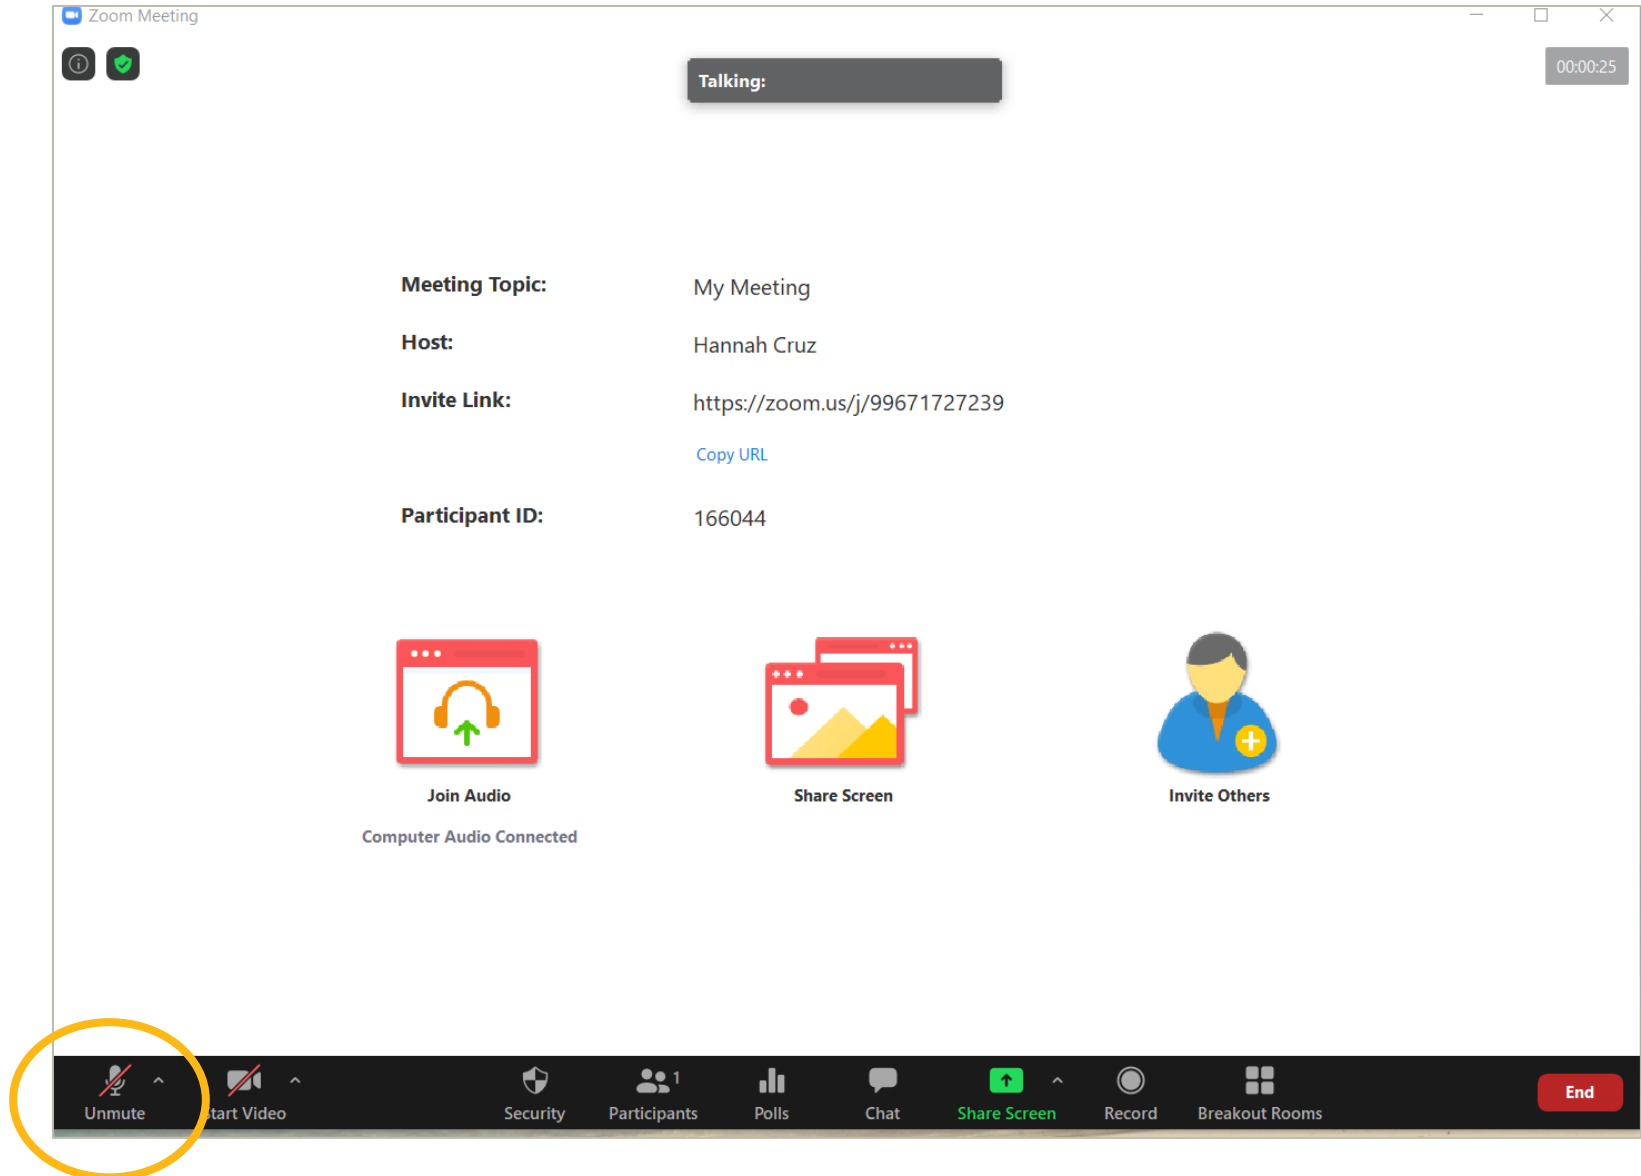 Zoom Meeting
Talking:
00:00:25
Meeting Topic: My Meeting
Host: Hannah Cruz
Invite Link: https://zoom.us/j/99671727239
Copy URL
Participant ID: 166044
Join Audio Share Screen Invite Others
Computer Audio Connected
1
Unmute Start Video Security Participants Polls Chat Share Screen Record Breakout Rooms End